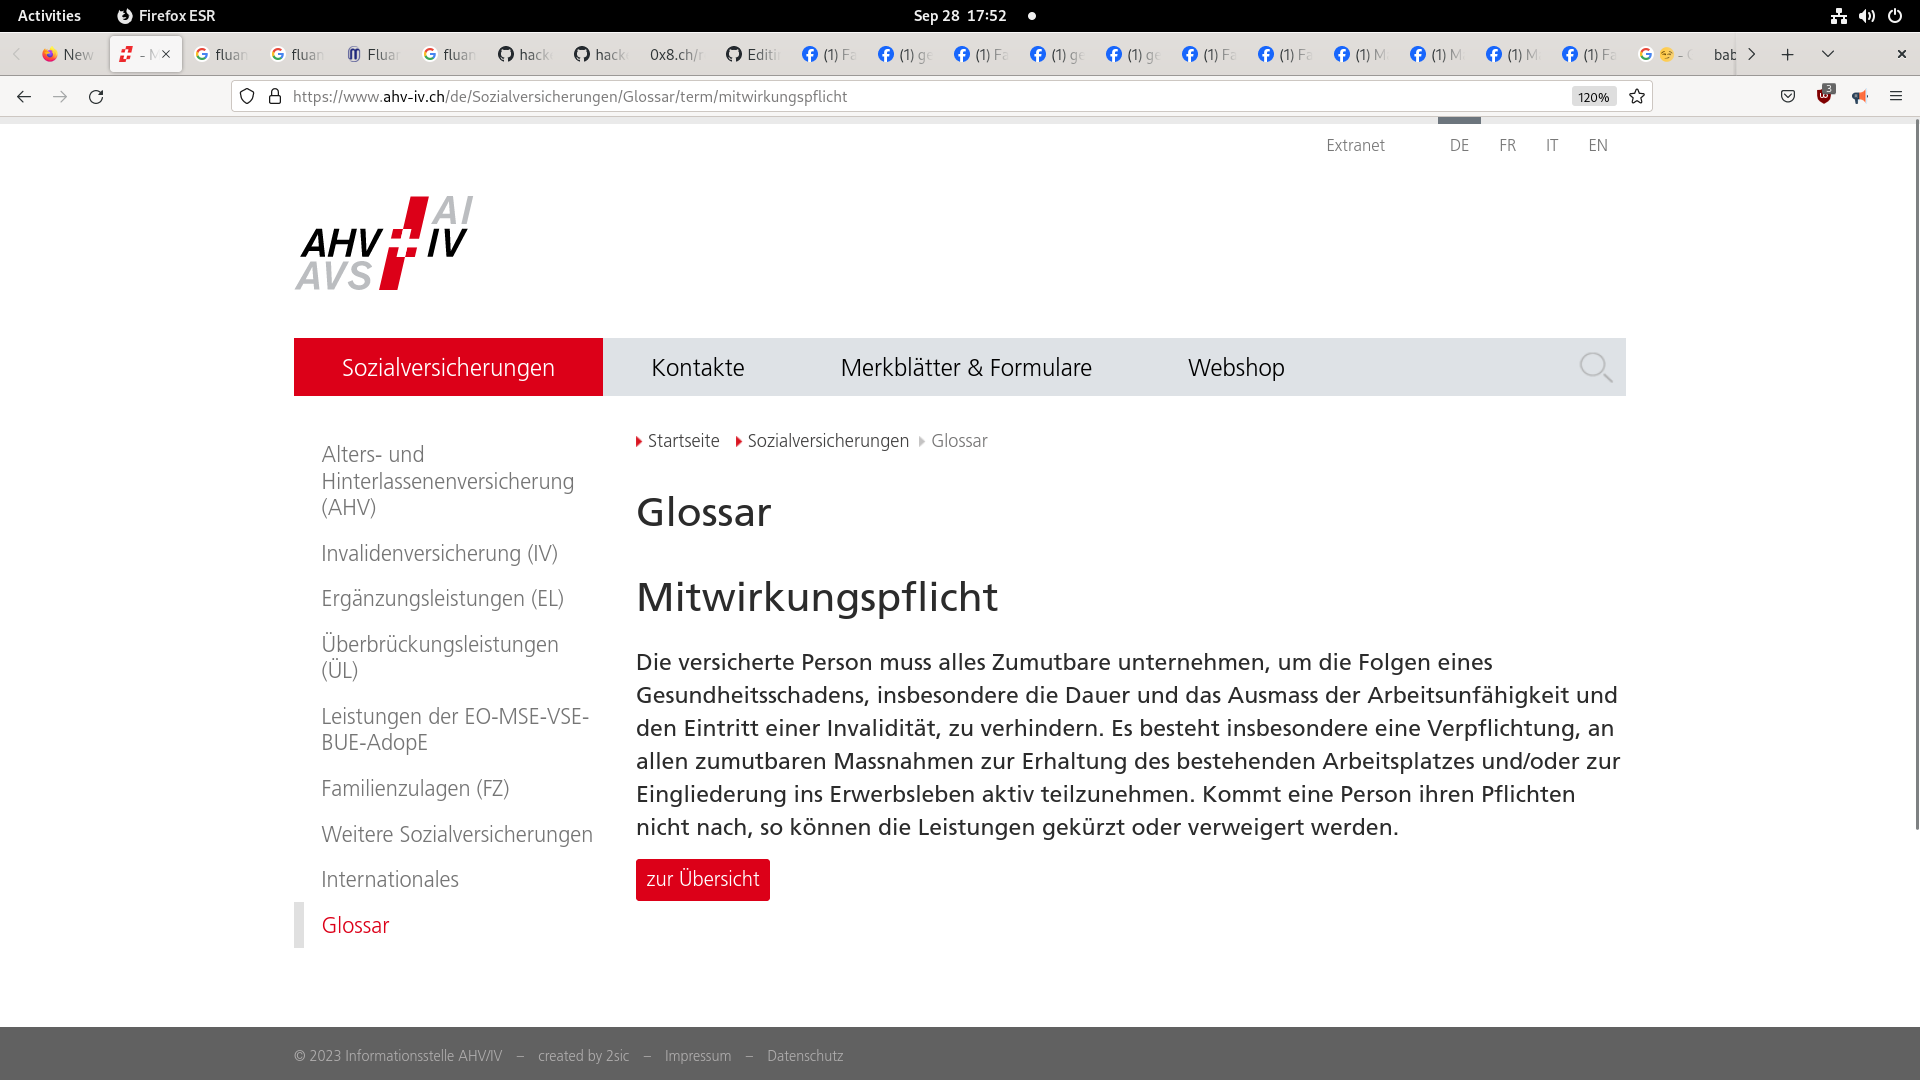 Activities Firefox ESR Sep 28 17:52
New - M fluan fluan Fluar fluan hack hack 0x8.ch/r Editi (1) Fa (1) ge (1) Fa (1) ge (1) ge (1) Fa (1) Fa (1) M (1) M (1) M (1) Fa 😏 - bab
https://www.ahv-iv.ch/de/Sozialversicherungen/Glossar/term/mitwirkungspflicht 120% 3
Extranet DE FR IT EN
AI
AHV IV
AVS
Sozialversicherungen Kontakte Merkblätter & Formulare Webshop
Startseite Sozialversicherungen Glossar
Alters- und
Hinterlassenenversicherung
(AHV)
Invalidenversicherung (IV)
Ergänzungsleistungen (EL)
Überbrückungsleistungen
(ÜL)
Leistungen der EO-MSE-VSE-
BUE-AdopE
Familienzulagen (FZ)
Weitere Sozialversicherungen
Internationales
Glossar
Glossar
Mitwirkungspflicht
Die versicherte Person muss alles Zumutbare unternehmen, um die Folgen eines
Gesundheitsschadens, insbesondere die Dauer und das Ausmass der Arbeitsunfähigkeit und
den Eintritt einer Invalidität, zu verhindern. Es besteht insbesondere eine Verpflichtung, an
allen zumutbaren Massnahmen zur Erhaltung des bestehenden Arbeitsplatzes und/oder zur
Eingliederung ins Erwerbsleben aktiv teilzunehmen. Kommt eine Person ihren Pflichten
nicht nach, so können die Leistungen gekürzt oder verweigert werden.
zur Übersicht
© 2023 Informationsstelle AHV/IV – created by 2sic – Impressum – Datenschutz